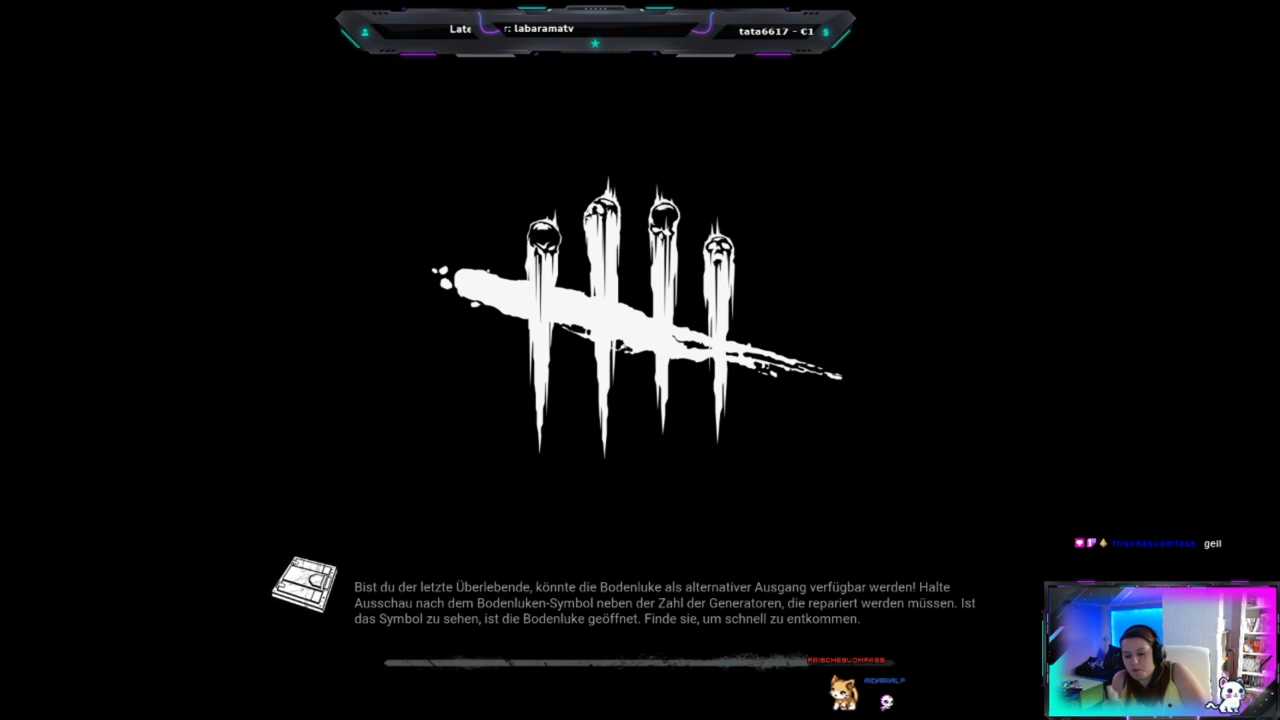 Late
r: labaramatv
tata6617 - €1
frischesvomfass geil
Bist du der letzte Überlebende, könnte die Bodenluke als alternativer Ausgang verfügbar werden! Halte
Ausschau nach dem Bodenluken-Symbol neben der Zahl der Generatoren, die repariert werden müssen. Ist
das Symbol zu sehen, ist die Bodenluke geöffnet. Finde sie, um schnell zu entkommen.
FRISCHESVOMFASS